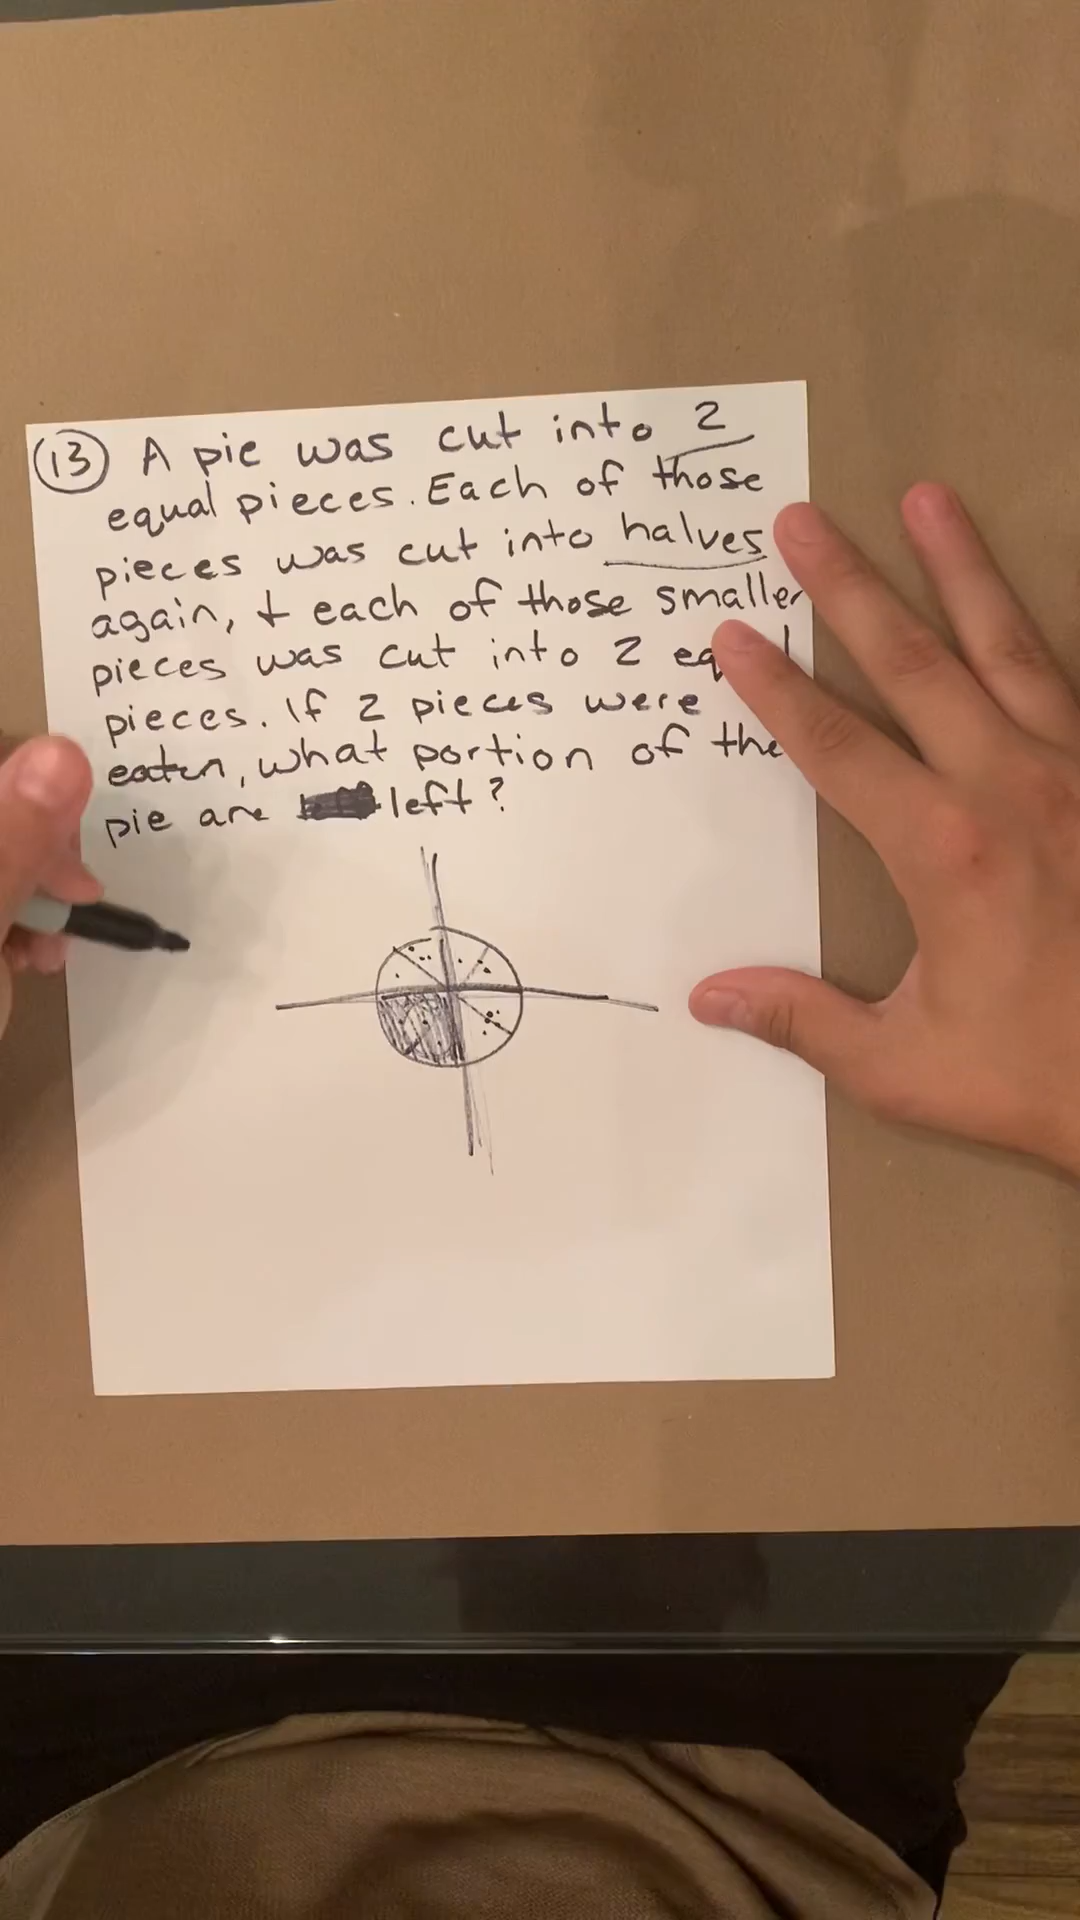 13 A pie was cut into 2
equal pieces. Each of those
pieces was cut into halves
again, + each of those smaller
pieces was cut into 2
pieces. If 2 pieces were
eaten, what portion of the
pie are left?